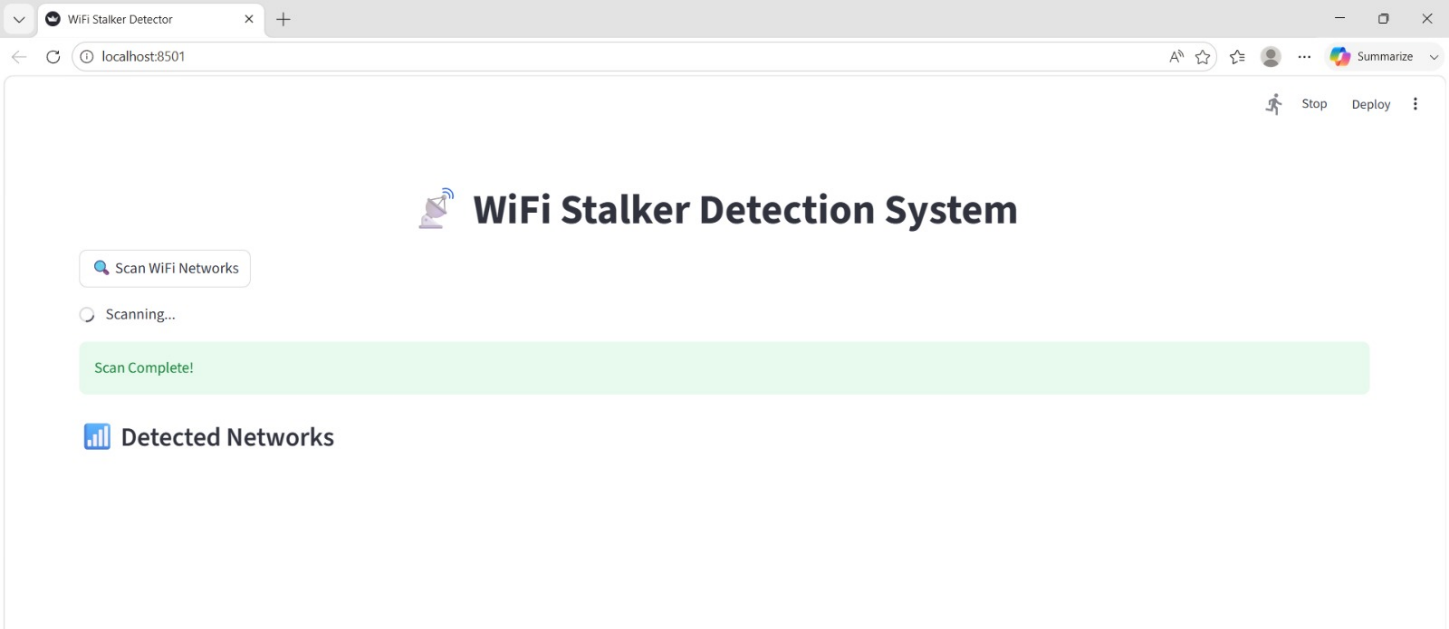 WiFi Stalker Detector
localhost:8501
Summarize
Stop
Deploy
WiFi Stalker Detection System
Scan WiFi Networks
Scanning...
Scan Complete!
Detected Networks